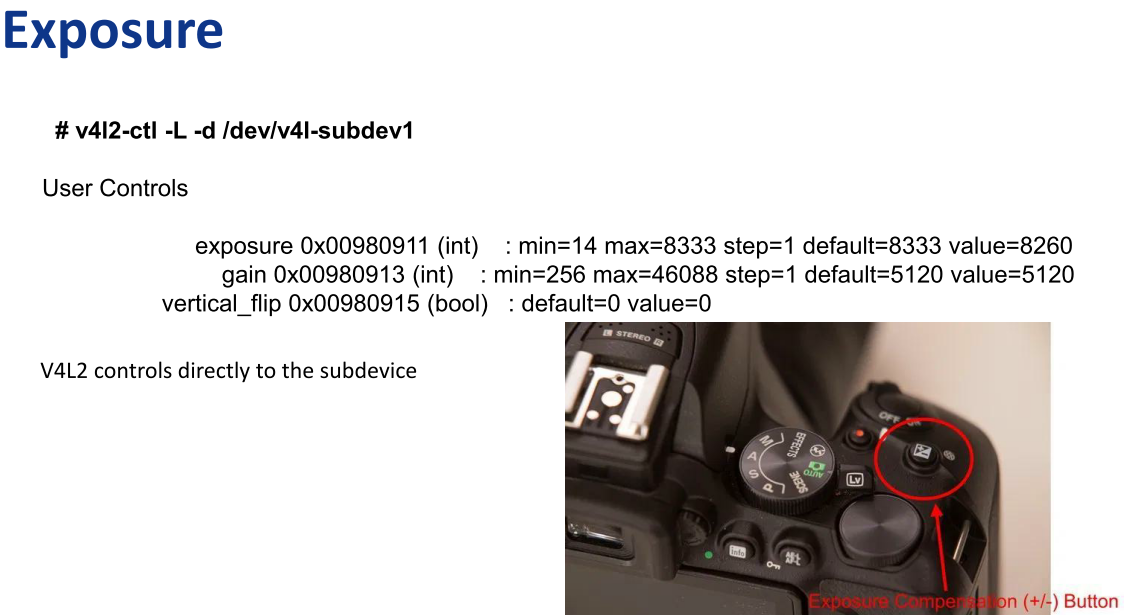 Exposure
# v4l2-ctl -L -d /dev/v4l-subdev1
User Controls
exposure 0x00980911 (int) : min=14 max=8333 step=1 default=8333 value=8260
gain 0x00980913 (int) : min=256 max=46088 step=1 default=5120 value=5120
vertical_flip 0x00980915 (bool) : default=0 value=0
V4L2 controls directly to the subdevice
L STEREO R
OFF ON
M A S P SCENE AUTO EFFECTS
Lv
info
AE-L
AF-L
Exposure Compensation (+/-) Button